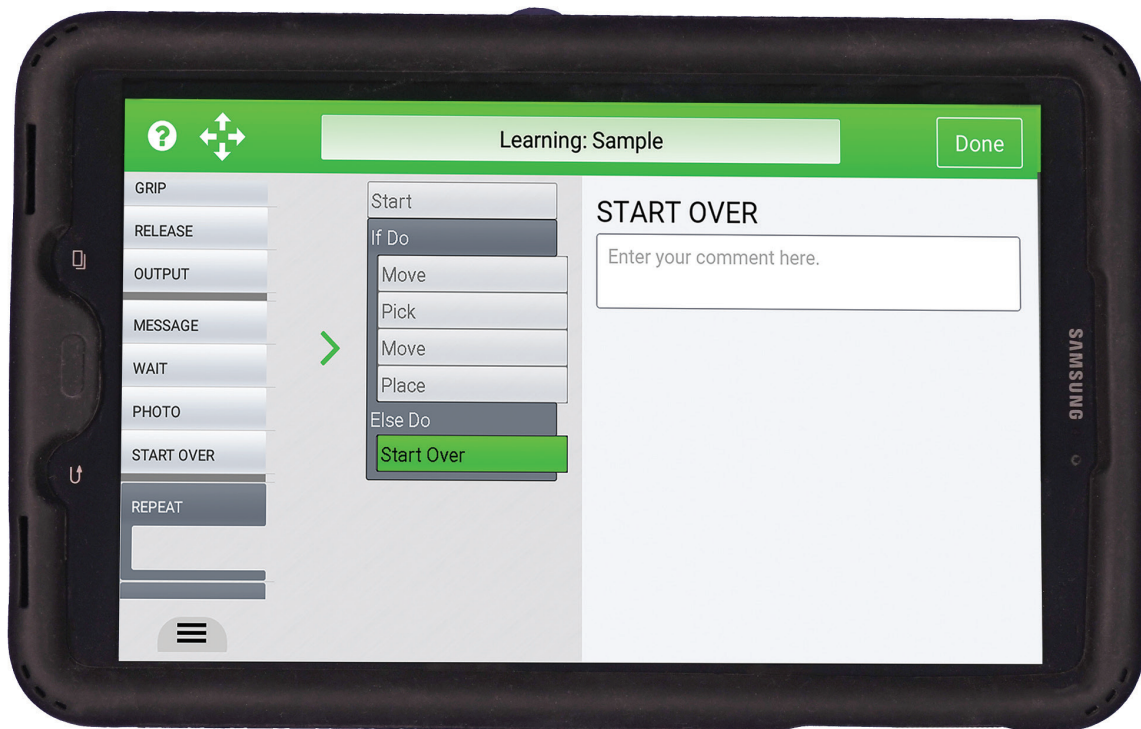 ?
Learning: Sample
Done
GRIP
RELEASE
OUTPUT
MESSAGE
WAIT
PHOTO
START OVER
REPEAT
Start
If Do
Move
Pick
Move
Place
Else Do
Start Over
START OVER
Enter your comment here.
SAMSUNG